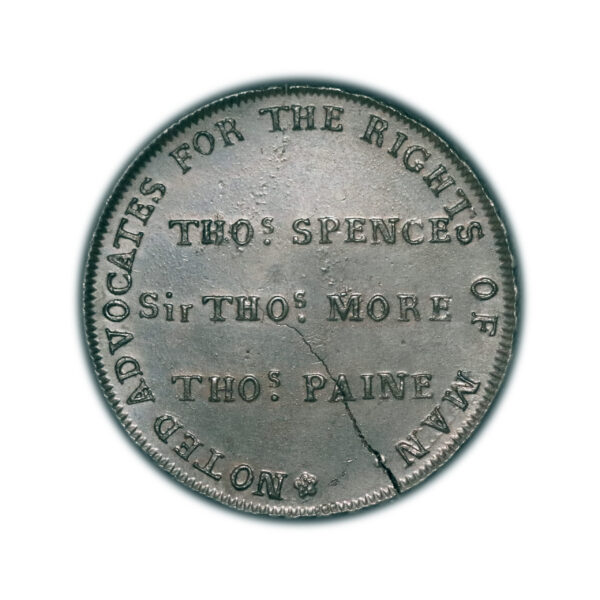 NOTED ADVOCATES FOR THE RIGHTS OF MAN
THOS. SPENCE
Sir THOS. MORE
THOS. PAINE